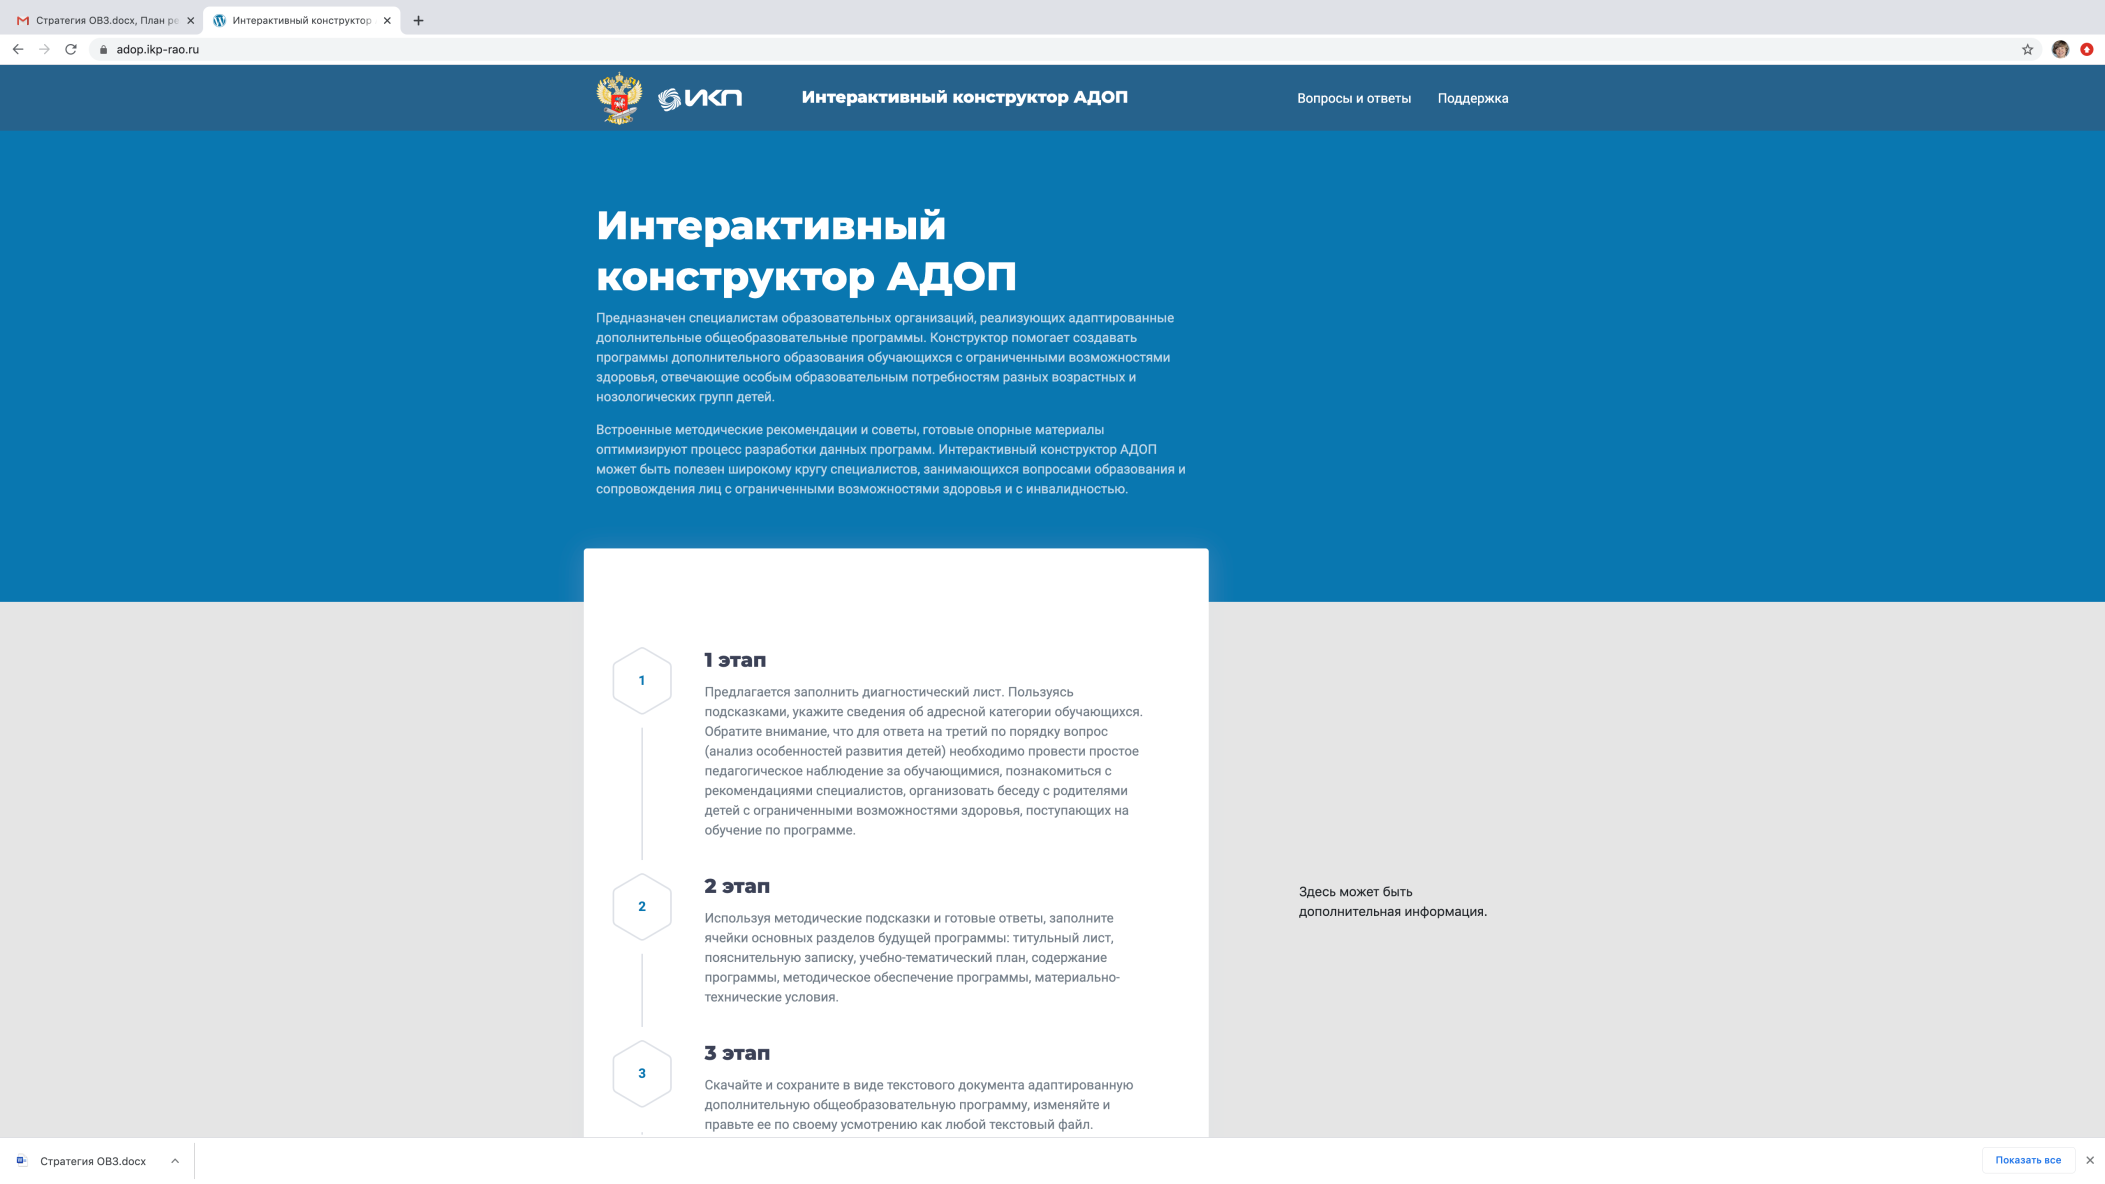 Стратегия ОВЗ.docx, План ре
Интерактивный конструктор
adop.ikp-rao.ru
ИКП
Интерактивный конструктор АДОП
Вопросы и ответы
Поддержка
Интерактивный
конструктор АДОП
Предназначен специалистам образовательных организаций, реализующих адаптированные
дополнительные общеобразовательные программы. Конструктор помогает создавать
программы дополнительного образования обучающихся с ограниченными возможностями
здоровья, отвечающие особым образовательным потребностям разных возрастных и
нозологических групп детей.
Встроенные методические рекомендации и советы, готовые опорные материалы
оптимизируют процесс разработки данных программ. Интерактивный конструктор АДОП
может быть полезен широкому кругу специалистов, занимающихся вопросами образования и
сопровождения лиц с ограниченными возможностями здоровья и с инвалидностью.
1
1 этап
Предлагается заполнить диагностический лист. Пользуясь
подсказками, укажите сведения об адресной категории обучающихся.
Обратите внимание, что для ответа на третий по порядку вопрос
(анализ особенностей развития детей) необходимо провести простое
педагогическое наблюдение за обучающимися, познакомиться с
рекомендациями специалистов, организовать беседу с родителями
детей с ограниченными возможностями здоровья, поступающих на
обучение по программе.
2
2 этап
Используя методические подсказки и готовые ответы, заполните
ячейки основных разделов будущей программы: титульный лист,
пояснительную записку, учебно-тематический план, содержание
программы, методическое обеспечение программы, материально-
технические условия.
Здесь может быть
дополнительная информация.
3
3 этап
Скачайте и сохраните в виде текстового документа адаптированную
дополнительную общеобразовательную программу, изменяйте и
правьте ее по своему усмотрению как любой текстовый файл.
Стратегия ОВЗ.docx
Показать все